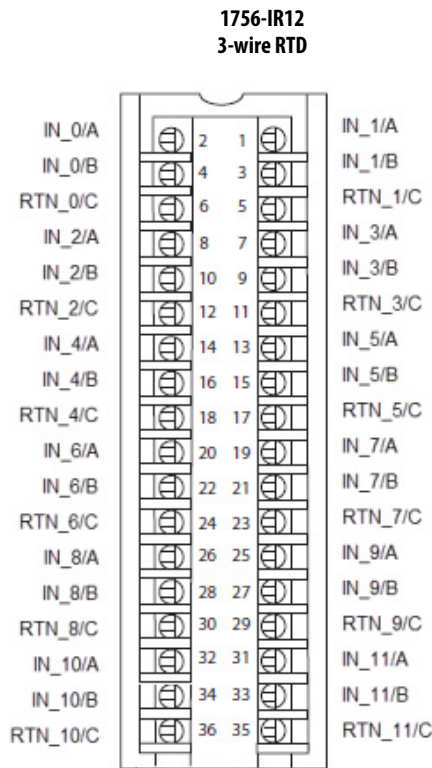 1756-IR12
3-wire RTD
IN_0/A 2 1 IN_1/A
IN_0/B 4 3 IN_1/B
RTN_0/C 6 5 RTN_1/C
IN_2/A 8 7 IN_3/A
IN_2/B 10 9 IN_3/B
RTN_2/C 12 11 RTN_3/C
IN_4/A 14 13 IN_5/A
IN_4/B 16 15 IN_5/B
RTN_4/C 18 17 RTN_5/C
IN_6/A 20 19 IN_7/A
IN_6/B 22 21 IN_7/B
RTN_6/C 24 23 RTN_7/C
IN_8/A 26 25 IN_9/A
IN_8/B 28 27 IN_9/B
RTN_8/C 30 29 RTN_9/C
IN_10/A 32 31 IN_11/A
IN_10/B 34 33 IN_11/B
RTN_10/C 36 35 RTN_11/C